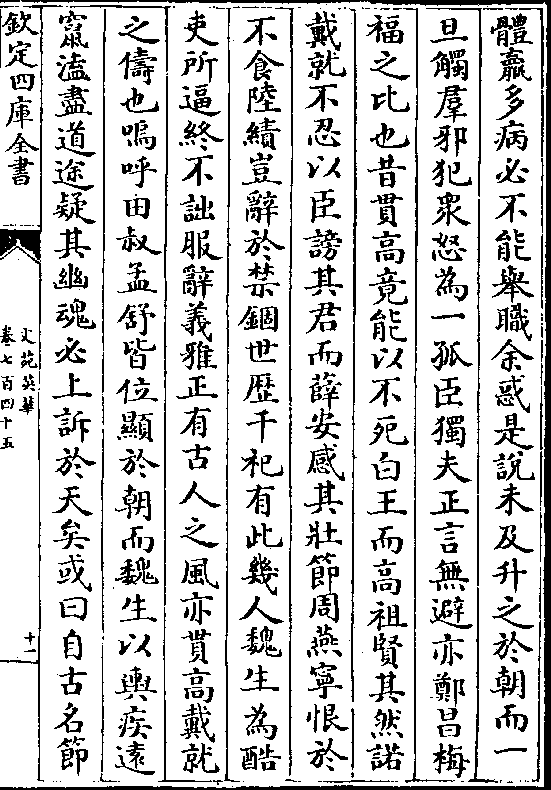 體羸多病必不能舉職余惑是說未及升之於朝而一
旦觸羣邪犯衆怒為一孤臣獨夫正言無避亦鄭昌梅
福之比也昔貫高竟能以不死白王而高祖賢其然諾
戴就不忍以臣謗其君而薛安感其壯節周燕寧恨於
不食陸績豈辭於禁錮世歴千祀有此幾人魏生為酷
吏所逼終不詘服辭義雅正有古人之風亦貫高戴就
之儔也嗚呼田叔孟舒皆位顯於朝而魏生以輿疾遠
竄溘盡道途疑其幽魂必上訴於天矣或曰自古名節
欽定四庫全書
文苑英華
卷七百四十五
十一